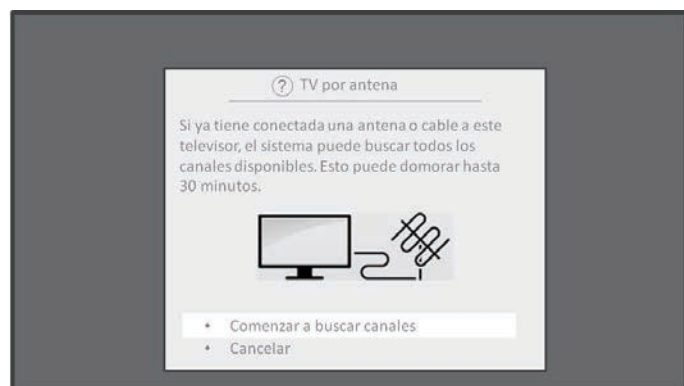 ? TV por antena
Si ya tiene conectada una antena o cable a este
televisor, el sistema puede buscar todos los
canales disponibles. Esto puede domorar hasta
30 minutos.
• Comenzar a buscar canales
• Cancelar